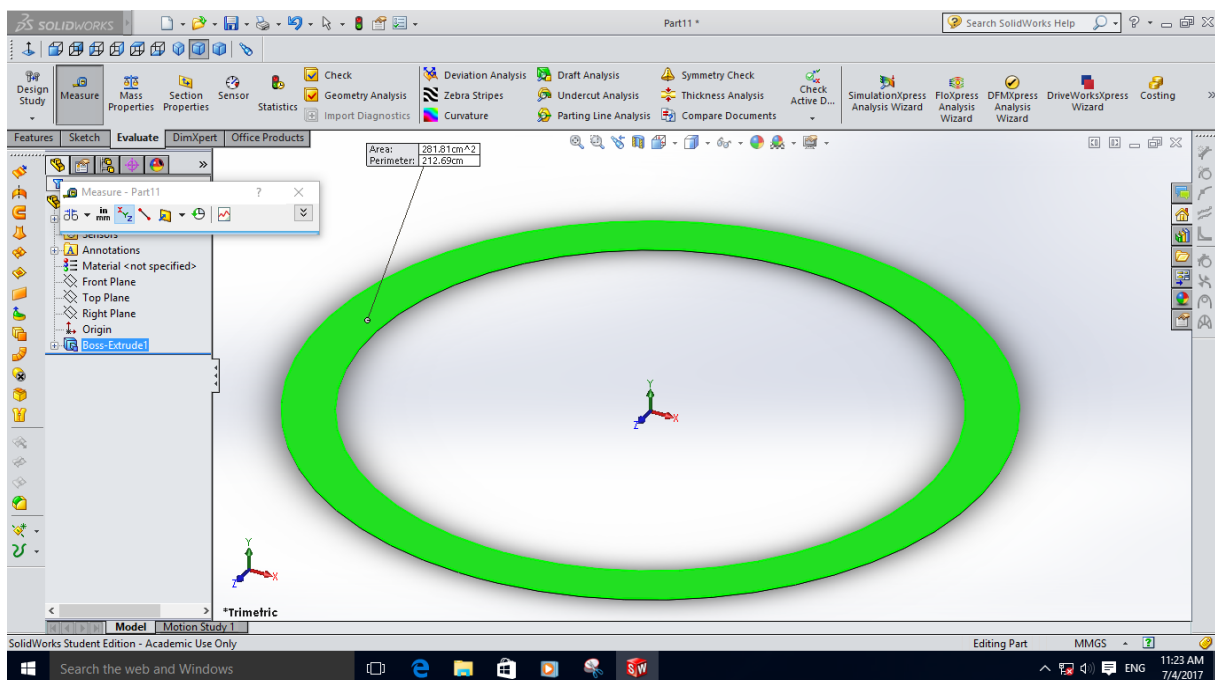 SOLIDWORKS
Part11 *
Search SolidWorks Help
Design Study
Measure
Mass Properties
Section Properties
Sensor
Statistics
Check
Geometry Analysis
Import Diagnostics
Deviation Analysis
Zebra Stripes
Curvature
Draft Analysis
Undercut Analysis
Parting Line Analysis
Symmetry Check
Thickness Analysis
Compare Documents
Check Active D...
SimulationXpress Analysis Wizard
FloXpress Analysis Wizard
DFMXpress Analysis Wizard
DriveWorksXpress Wizard
Costing
Features Sketch Evaluate DimXpert Office Products
Area: 281.81cm^2
Perimeter: 212.69cm
Measure - Part11 ? ×
in
mm
XYZ
Sensors
Annotations
Material <not specified>
Front Plane
Top Plane
Right Plane
Origin
Boss-Extrude1
Y
X
Z
Y
X
Z
*Trimetric
Model Motion Study 1
SolidWorks Student Edition - Academic Use Only
Editing Part MMGS
Search the web and Windows
ENG
11:23 AM
7/4/2017